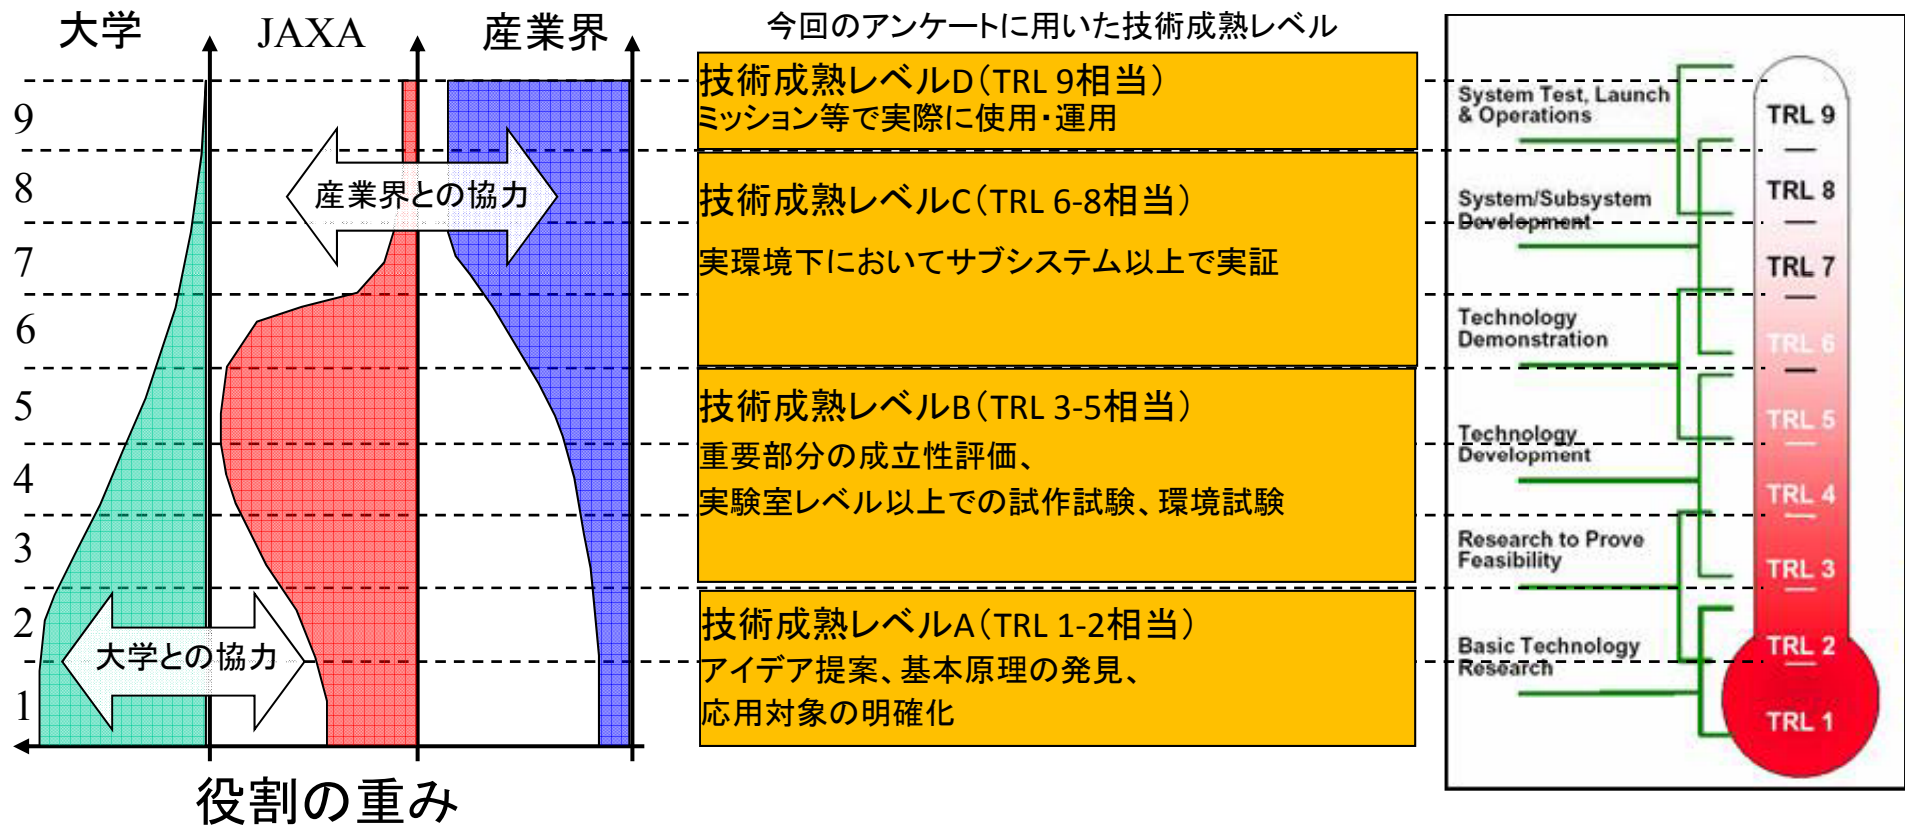 大学
JAXA
産業界
9
8
7
6
5
4
3
2
1
産業界との協力
大学との協力
役割の重み
今回のアンケートに用いた技術成熟レベル
技術成熟レベルD(TRL 9相当)
ミッション等で実際に使用・運用
技術成熟レベルC(TRL 6-8相当)
実環境下においてサブシステム以上で実証
技術成熟レベルB(TRL 3-5相当)
重要部分の成立性評価、
実験室レベル以上での試作試験、環境試験
技術成熟レベルA(TRL 1-2相当)
アイデア提案、基本原理の発見、
応用対象の明確化
System Test, Launch
& Operations
System/Subsystem
Development
Technology
Demonstration
Technology
Development
Research to Prove
Feasibility
Basic Technology
Research
TRL 9
TRL 8
TRL 7
TRL 6
TRL 5
TRL 4
TRL 3
TRL 2
TRL 1